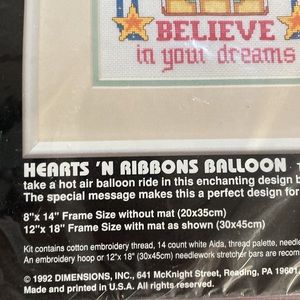 BELIEVE
in your dreams
HEARTS 'N RIBBONS BALLOON
take a hot air balloon ride in this enchanting design
The special message makes this a perfect design for
8" x 14" Frame Size without mat (20x35cm)
12" x 18" Frame Size with mat as shown (30x45cm)
Kit contains cotton embroidery thread, 14 count white Aida, thread palette,
An embroidery hoop or 12" x 18" (30x45cm) needlework stretcher bars are
© 1992 DIMENSIONS, INC., 641 McKnight Street, Reading, PA
Made and printed in U.S.A. All rights reserved.